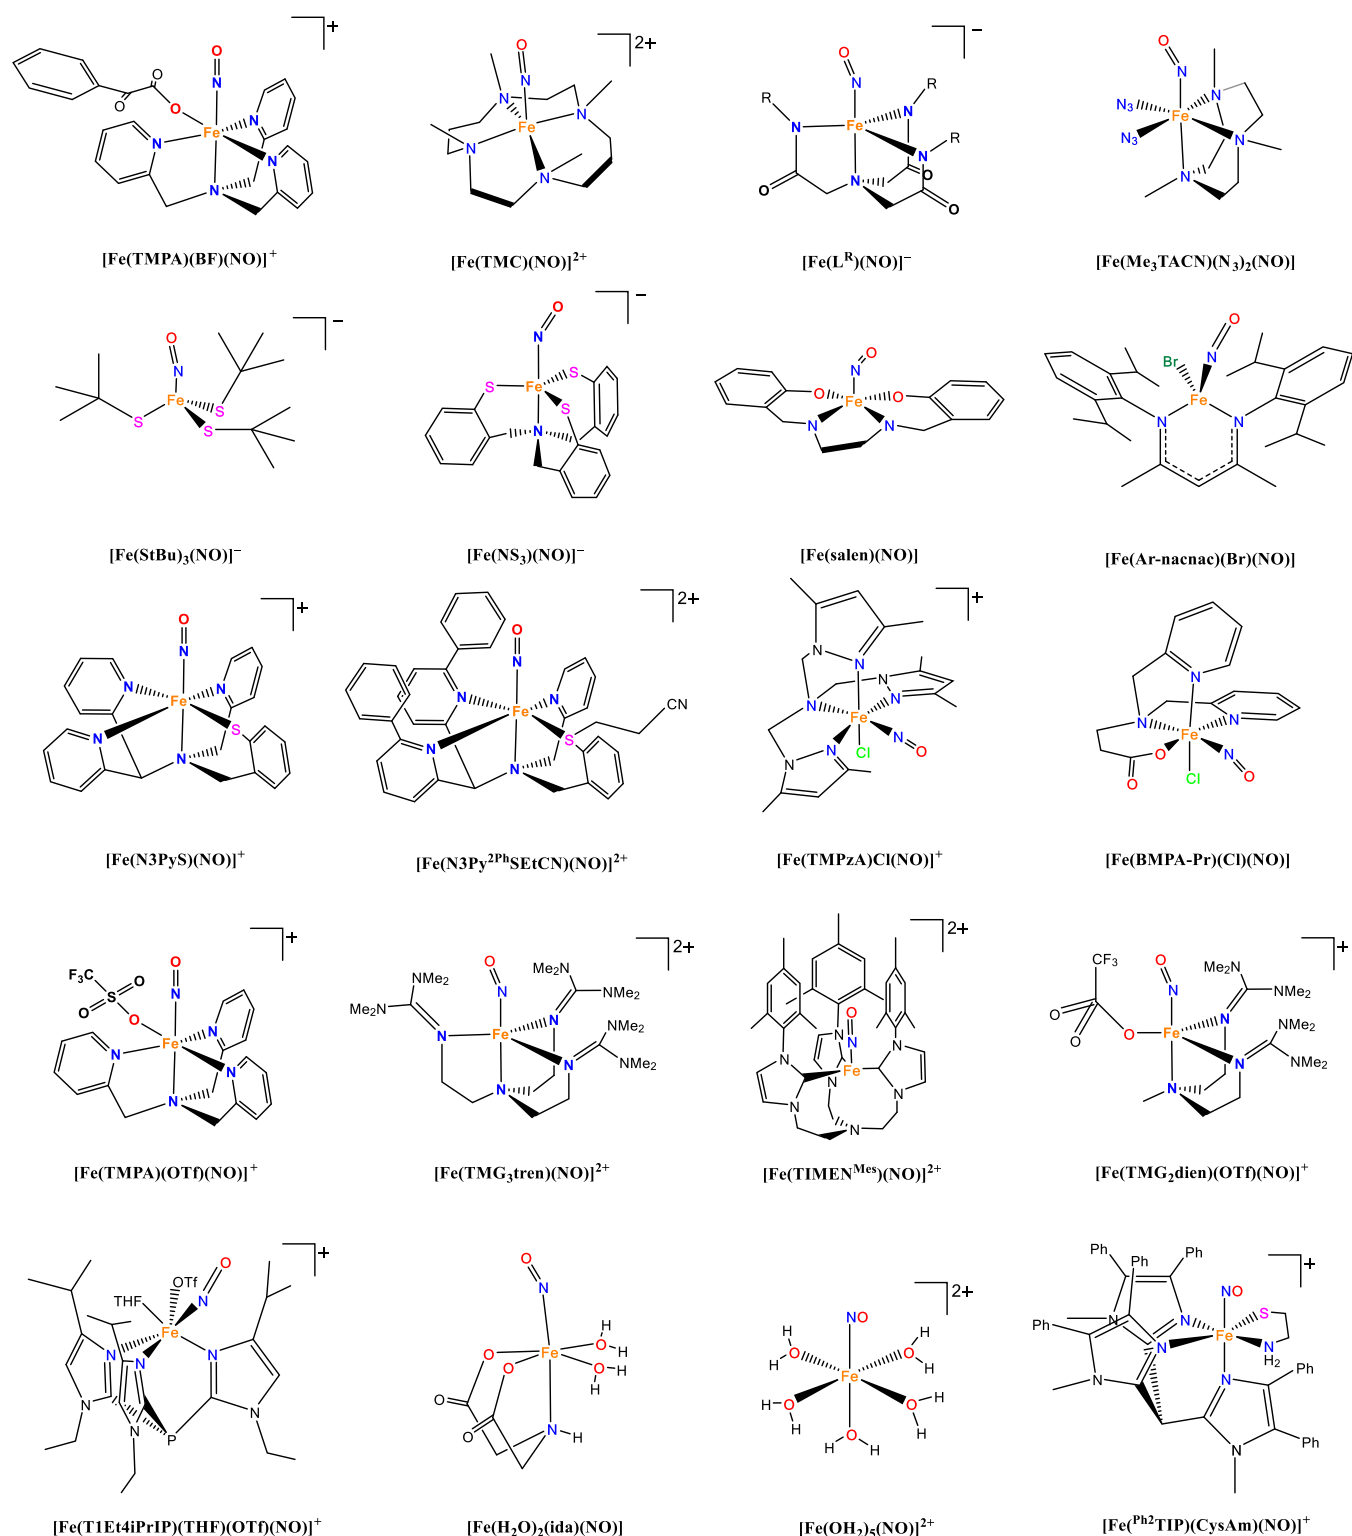 [Fe(TMPA)(BF)(NO)]⁺
[Fe(TMC)(NO)]²⁺
[Fe(Lᴿ)(NO)]⁻
[Fe(Me₃TACN)(N₃)₂(NO)]
[Fe(StBu)₃(NO)]⁻
[Fe(NS₃)(NO)]⁻
[Fe(salen)(NO)]
[Fe(Ar-nacnac)(Br)(NO)]
[Fe(N3PyS)(NO)]⁺
[Fe(N3Py²ᴾʰSEtCN)(NO)]²⁺
[Fe(TMPzA)Cl(NO)]⁺
[Fe(BMPA-Pr)(Cl)(NO)]
[Fe(TMPA)(OTf)(NO)]⁺
[Fe(TMG₃tren)(NO)]²⁺
[Fe(TIMENᴹᵉˢ)(NO)]²⁺
[Fe(TMG₂dien)(OTf)(NO)]⁺
[Fe(T1Et4iPrIP)(THF)(OTf)(NO)]⁺
[Fe(H₂O)₂(ida)(NO)]
[Fe(OH₂)₅(NO)]²⁺
[Fe(ᴾʰ²TIP)(CysAm)(NO)]⁺